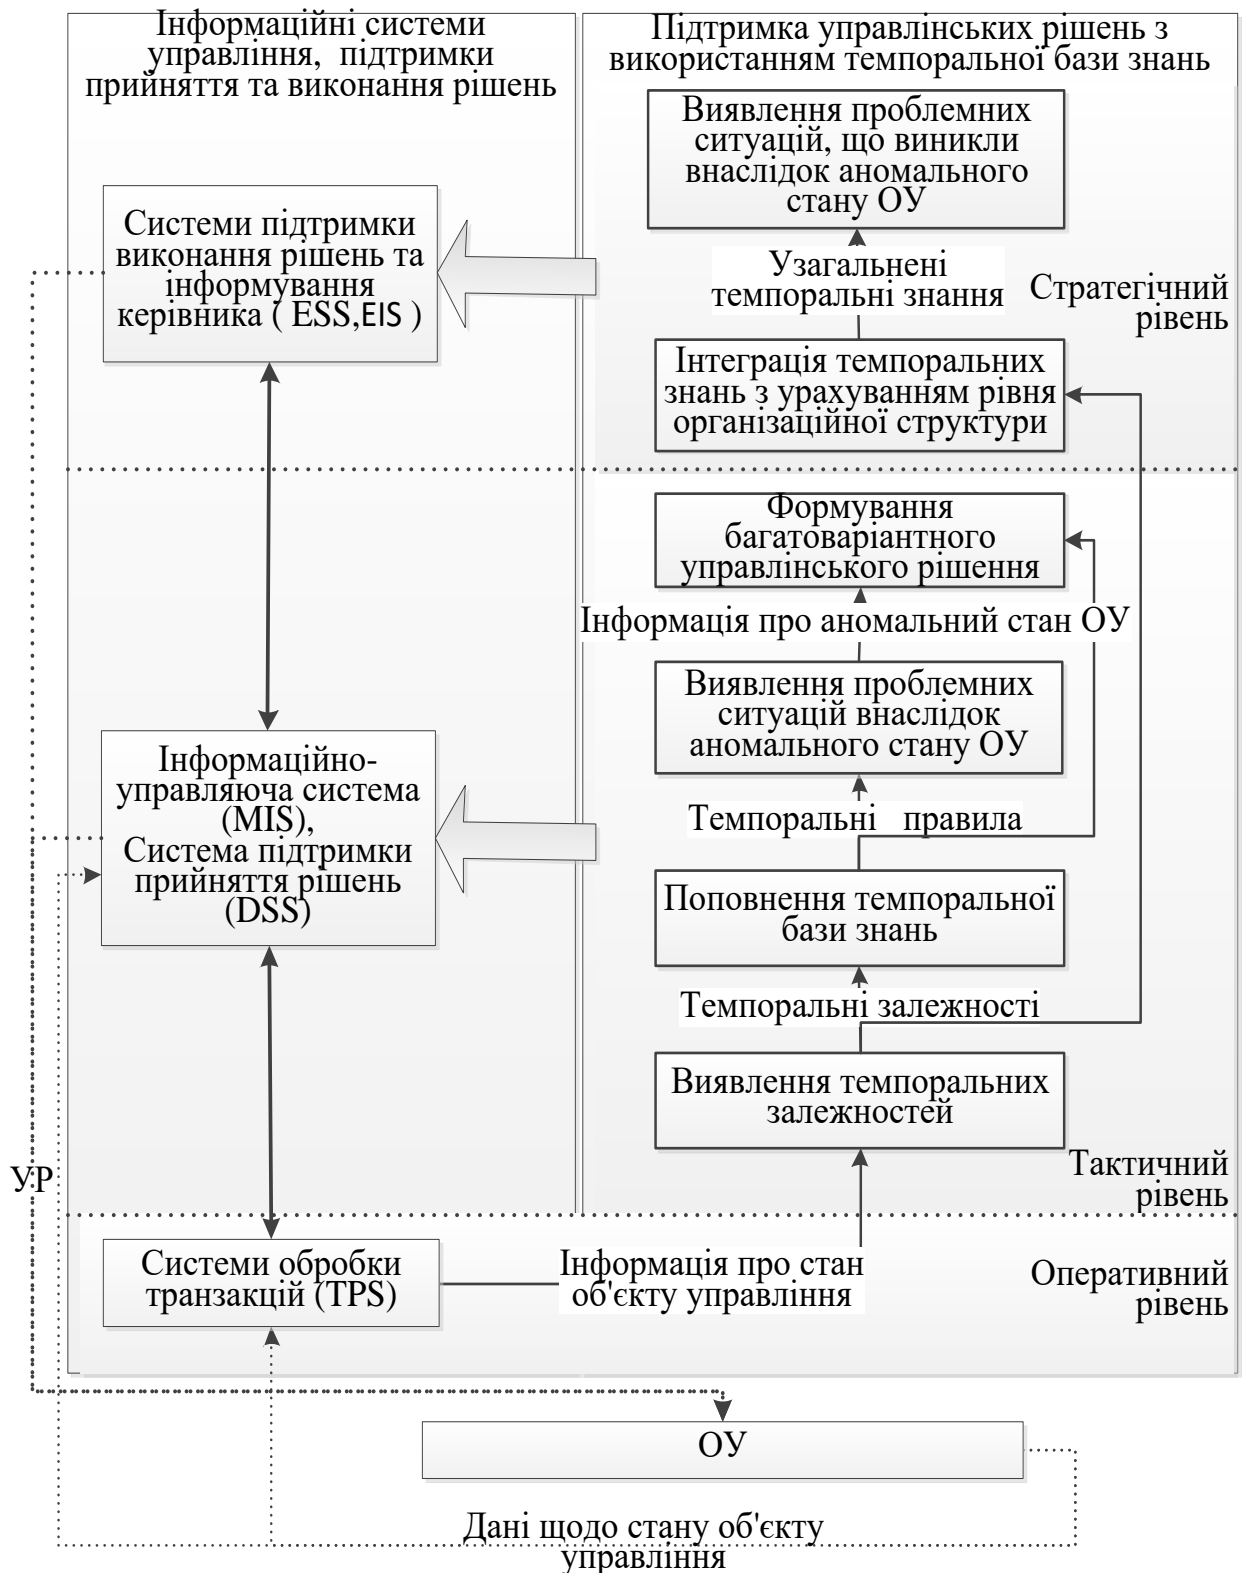 Інформаційні системи
управління, підтримки
прийняття та виконання рішень
Підтримка управлінських рішень з
використанням темпоральної бази знань
Виявлення проблемних
ситуацій, що виникли
внаслідок аномального
стану ОУ
Системи підтримки
виконання рішень та
інформування
керівника ( ESS,EIS )
Узагальнені
темпоральні знання
Стратегічний
рівень
Інтеграція темпоральних
знань з урахуванням рівня
організаційної структури
Формування
багатоваріантного
управлінського рішення
Інформація про аномальний стан ОУ
Виявлення проблемних
ситуацій внаслідок
аномального стану ОУ
Інформаційно-
управляюча система
(MIS),
Система підтримки
прийняття рішень
(DSS)
Темпоральні правила
Поповнення темпоральної
бази знань
Темпоральні залежності
Виявлення темпоральних
залежностей
Тактичний
рівень
УР
Системи обробки
транзакцій (TPS)
Інформація про стан
об'єкту управління
Оперативний
рівень
ОУ
Дані щодо стану об'єкту
управління